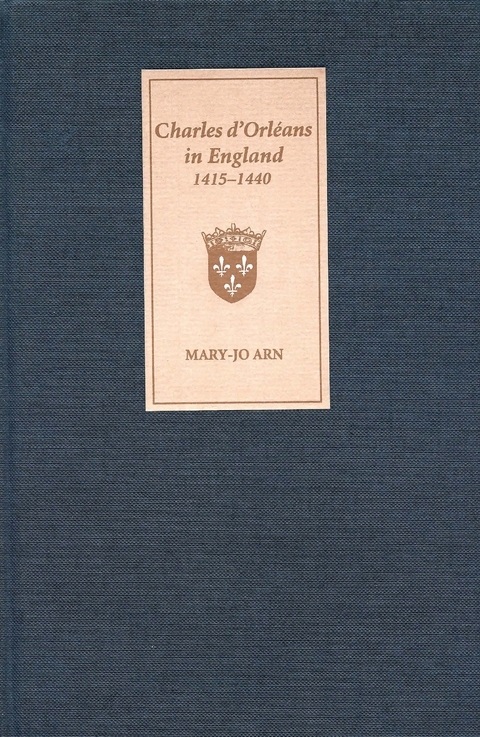 Charles d'Orléans
in England
1415–1440
MARY-JO ARN